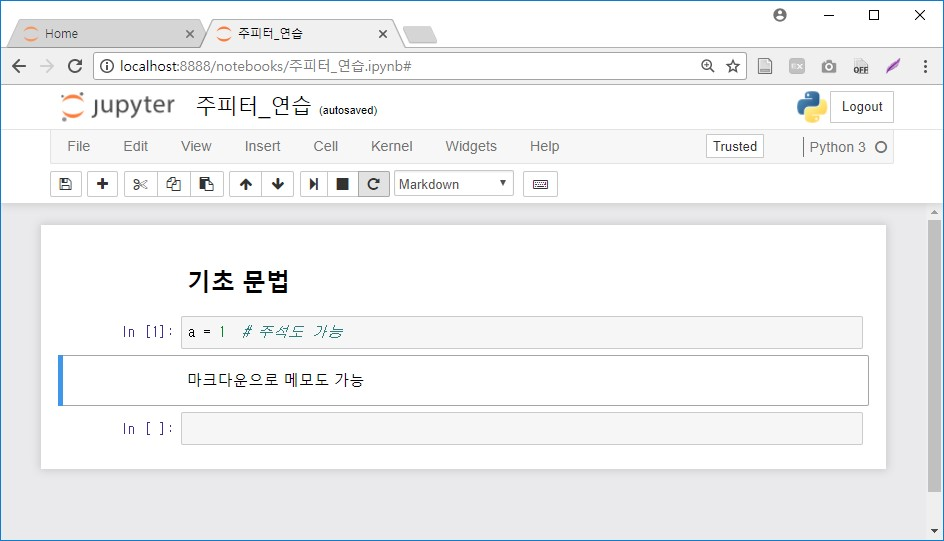 Home
주피터_연습
localhost:8888/notebooks/주피터_연습.ipynb#
OFF
jupyter 주피터_연습 (autosaved)
Logout
File Edit View Insert Cell Kernel Widgets Help
Trusted
Python 3
Markdown
기초 문법
In [1]: a = 1  # 주석도 가능
마크다운으로 메모도 가능
In [ ]: